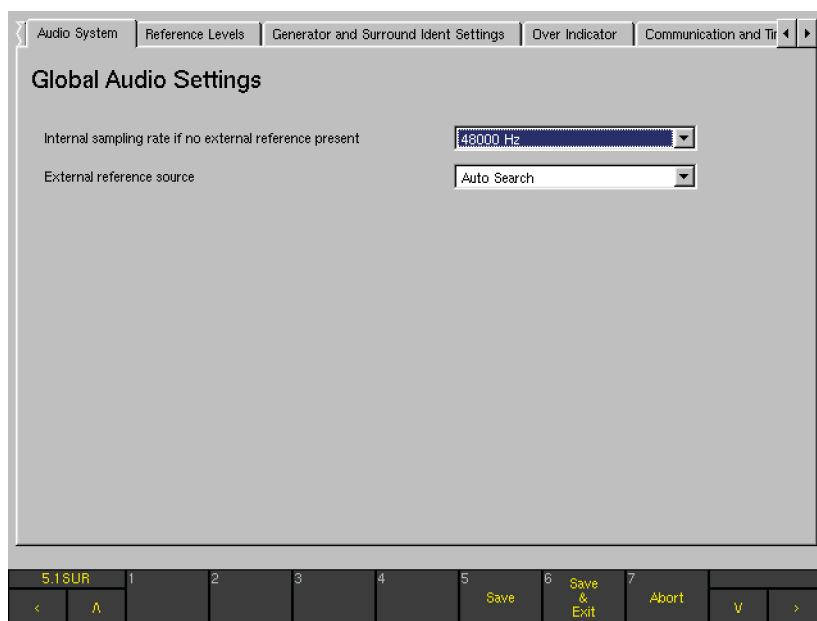 Audio System Reference Levels Generator and Surround Ident Settings Over Indicator Communication and
Global Audio Settings
Internal sampling rate if no external reference present 48000 Hz
External reference source Auto Search
5.1SUR 1 2 3 4 5 6 7
< Λ Save Save & Exit Abort V >